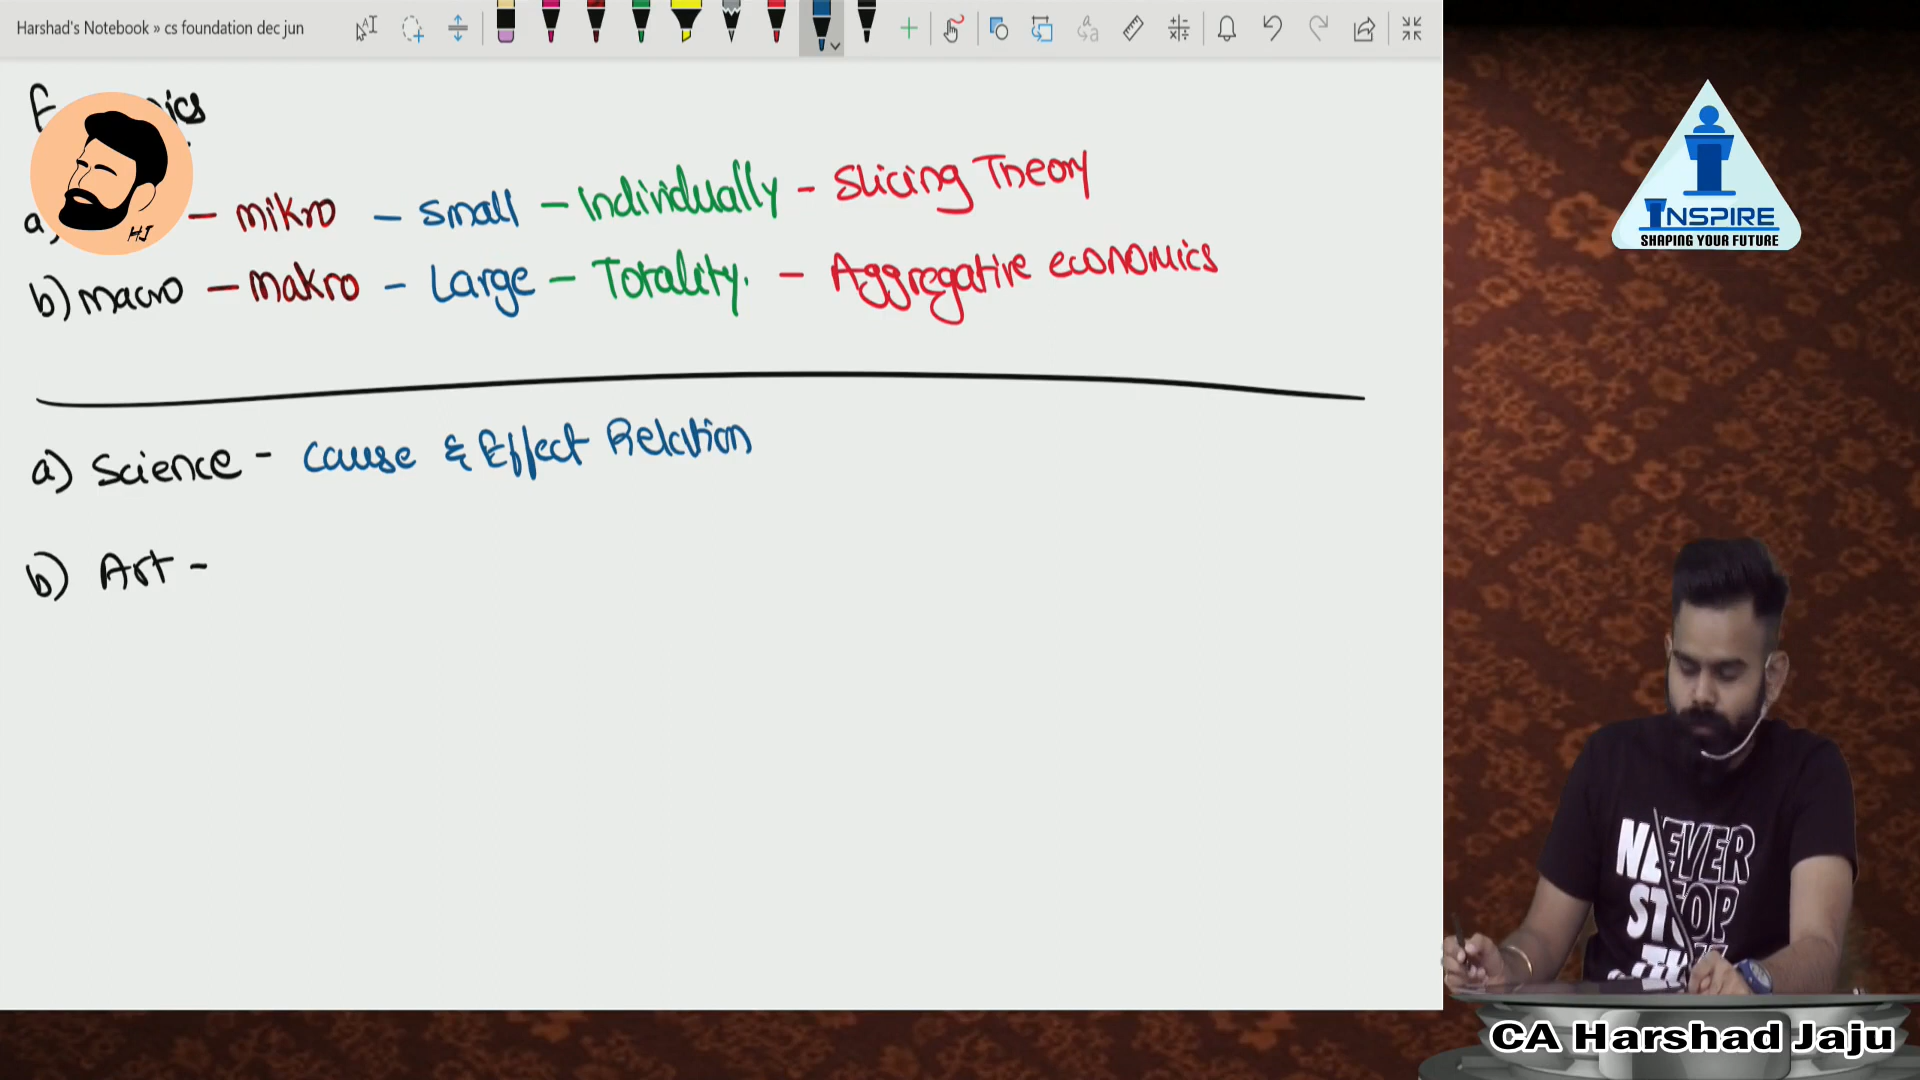 Harshad's Notebook » cs foundation dec jun
a) – mikro – small – Individually – Slicing Theory
b) macro – makro – Large – Totality. – Aggregative economics
a) Science - Cause & Effect Relation
b) Art -
HJ
INSPIRE
SHAPING YOUR FUTURE
NEVER
STOP
CA Harshad Jaju